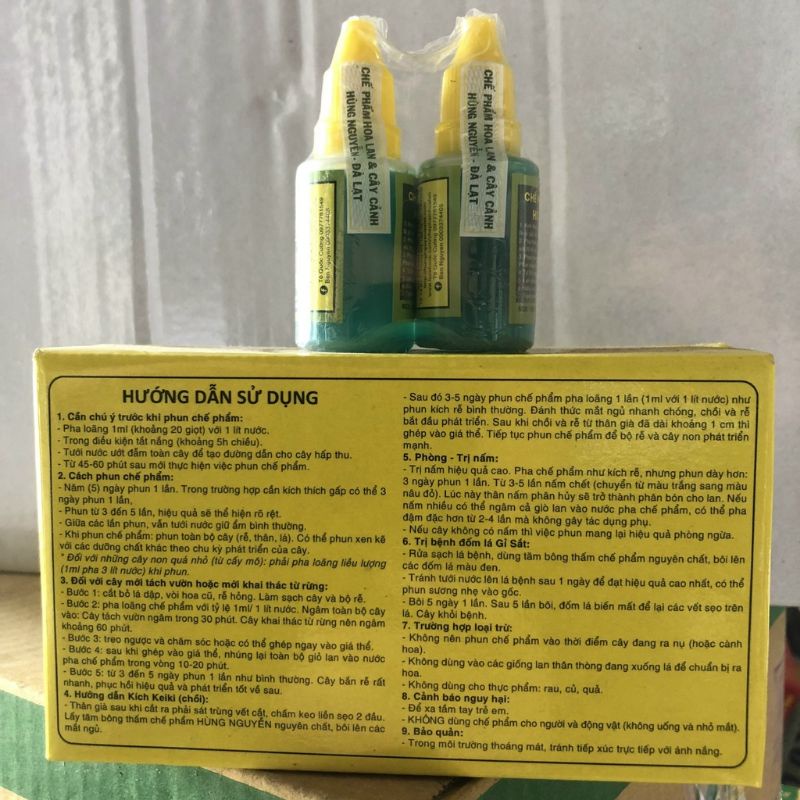 CHẾ PHẨM HOA LAN & CÂY CẢNH
HÙNG NGUYỄN - ĐÀ LẠT
CHẾ PHẨM HOA LAN & CÂY CẢNH
HÙNG NGUYỄN - ĐÀ LẠT
HƯỚNG DẪN SỬ DỤNG
1. Cần chú ý trước khi phun chế phẩm:
- Pha loãng 1ml (khoảng 20 giọt) với 1 lít nước.
- Trong điều kiện tắt nắng (khoảng 5h chiều).
- Tưới nước ướt đẫm toàn cây để tạo đường dẫn cho cây hấp thu.
- Từ 45-60 phút sau mới thực hiện việc phun chế phẩm.
2. Cách phun chế phẩm:
- Năm (5) ngày phun 1 lần. Trong trường hợp cần kích thích gấp có thể 3
ngày phun 1 lần.
- Phun từ 3 đến 5 lần, hiệu quả sẽ thể hiện rõ rệt.
- Giữa các lần phun, vẫn tưới nước giữ ẩm bình thường.
- Khi phun chế phẩm: phun toàn bộ cây (rễ, thân, lá). Có thể phun xen kẽ
với các dưỡng chất khác theo chu kỳ phát triển của cây.
* Đối với những cây non quá nhỏ (từ cấy mô): phải pha loãng liều lượng
(1ml pha 3 lít nước) khi phun.
3. Đối với cây mới tách vườn hoặc mới khai thác từ rừng:
- Bước 1: cắt bỏ lá dập, vòi hoa cũ, rễ hỏng. Làm sạch cây và bộ rễ.
- Bước 2: pha loãng chế phẩm với tỷ lệ 1ml/ 1 lít nước. Ngâm toàn bộ cây
vào: Cây tách vườn ngâm trong 30 phút. Cây khai thác từ rừng nên ngâm
khoảng 60 phút.
- Bước 3: treo ngược và chăm sóc hoặc có thể ghép ngay vào giá thể.
- Bước 4: sau khi ghép vào giá thể, nhúng lại toàn bộ giỏ lan vào nước
pha chế phẩm trong vòng 10-20 phút.
- Bước 5: từ 3 đến 5 ngày phun 1 lần như bình thường. Cây bắn rễ rất
nhanh, phục hồi hiệu quả và phát triển tốt về sau.
4. Hướng dẫn Kích Keiki (chồi):
- Thân già sau khi cắt ra phải sát trùng vết cắt, chấm keo liền sẹo 2 đầu.
Lấy tăm bông thấm chế phẩm HÙNG NGUYỄN nguyên chất, bôi lên các
mắt ngủ.
- Sau đó 3-5 ngày phun chế phẩm pha loãng 1 lần (1ml với 1 lít nước) như
phun kích rễ bình thường. Đánh thức mắt ngủ nhanh chóng, chồi và rễ
bắt đầu phát triển. Sau khi chồi và rễ từ thân già đã dài khoảng 1 cm thì
ghép vào giá thể. Tiếp tục phun chế phẩm để bộ rễ và cây non phát triển
mạnh.
5. Phòng - Trị nấm:
- Trị nấm hiệu quả cao. Pha chế phẩm như kích rễ, nhưng phun dày hơn:
3 ngày phun 1 lần. Từ 3-5 lần nấm chết (chuyển từ màu trắng sang màu
nâu đỏ). Lúc này thân nấm phân hủy sẽ trở thành phân bón cho lan. Nếu
nấm nhiều có thể ngâm cả giò lan vào nước pha chế phẩm, có thể pha
đậm đặc hơn từ 2-4 lần mà không gây tác dụng phụ.
- Nếu cây không có nấm thì việc phun mang lại hiệu quả phòng ngừa.
6. Trị bệnh đốm lá Gỉ Sắt:
- Rửa sạch lá bệnh, dùng tăm bông thấm chế phẩm nguyên chất, bôi lên
các đốm lá màu đen.
- Tránh tưới nước lên lá bệnh sau 1 ngày để đạt hiệu quả cao nhất, có thể
phun sương nhẹ vào gốc.
- Bôi 5 ngày 1 lần. Sau 5 lần bôi, đốm lá biến mất để lại các vết sẹo trên
lá. Cây khỏi bệnh.
7. Trường hợp loại trừ:
- Không nên phun chế phẩm vào thời điểm cây đang ra nụ (hoặc cành
hoa).
- Không dùng vào các giống lan thân thòng đang xuống lá để chuẩn bị ra
hoa.
- Không dùng cho thực phẩm: rau, củ, quả.
8. Cảnh báo nguy hại:
- Để xa tầm tay trẻ em.
- KHÔNG dùng chế phẩm cho người và động vật (không uống và nhỏ mắt).
9. Bảo quản:
- Trong môi trường thoáng mát, tránh tiếp xúc trực tiếp với ánh nắng.